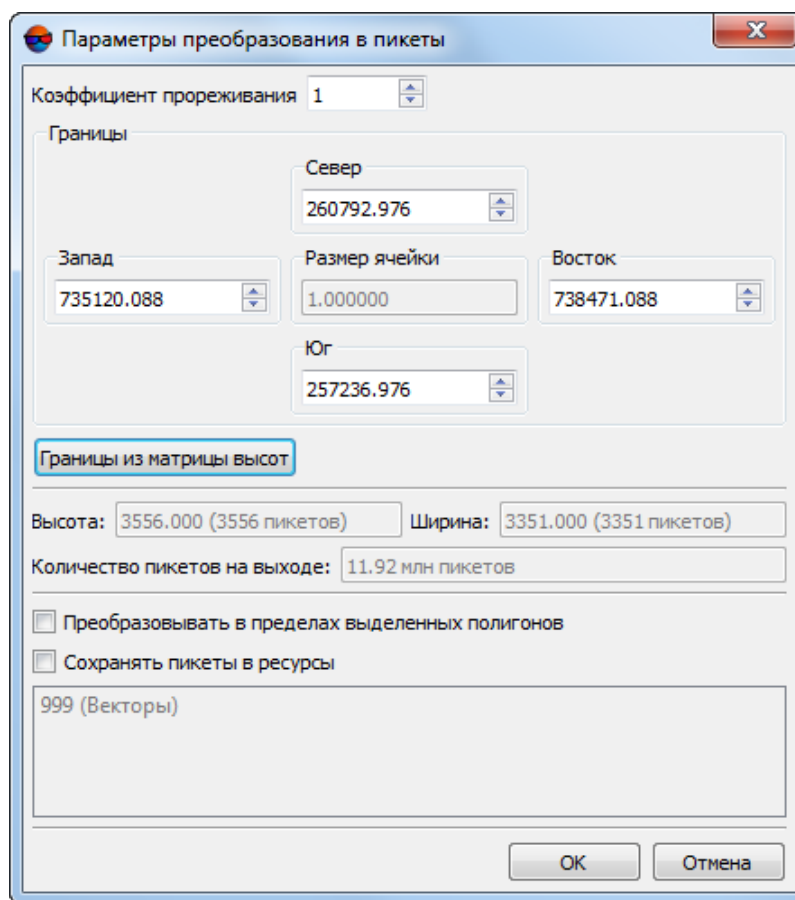 Параметры преобразования в пикеты
Коэффициент прореживания 1
Границы
Север
260792.976
Запад Размер ячейки Восток
735120.088 1.000000 738471.088
Юг
257236.976
Границы из матрицы высот
Высота: 3556.000 (3556 пикетов) Ширина: 3351.000 (3351 пикетов)
Количество пикетов на выходе: 11.92 млн пикетов
Преобразовывать в пределах выделенных полигонов
Сохранять пикеты в ресурсы
999 (Векторы)
OK Отмена